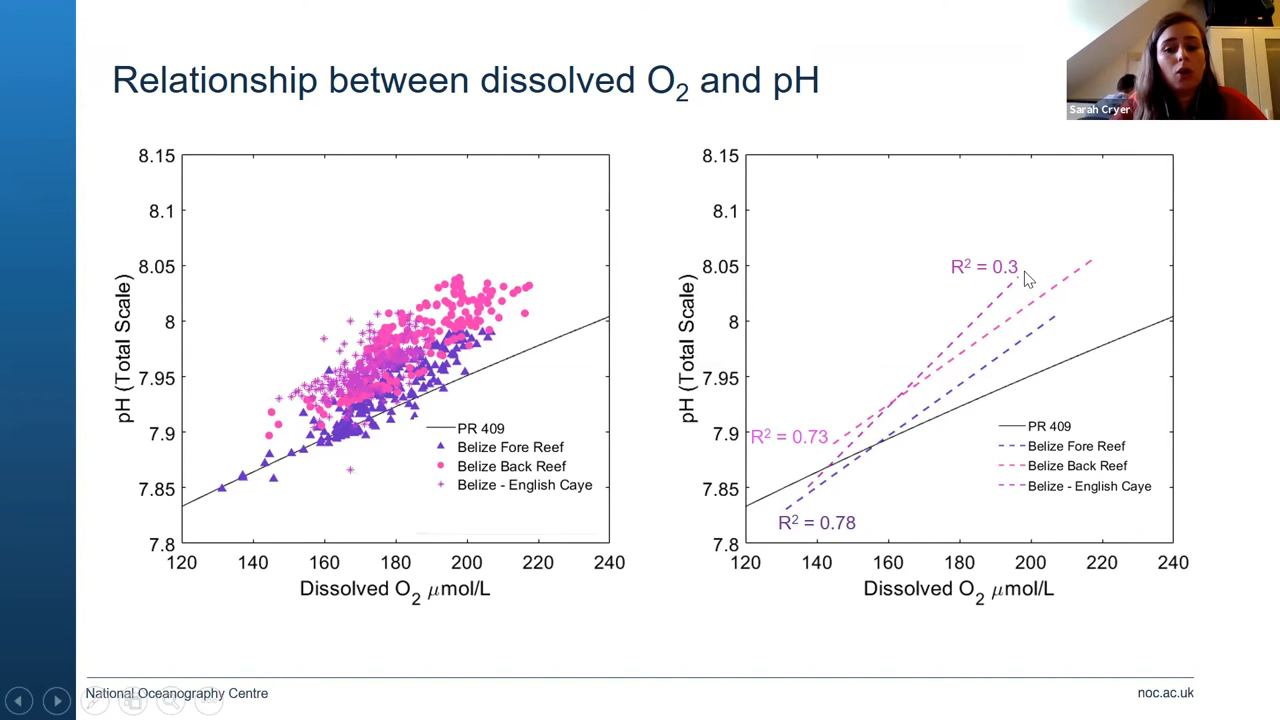 Relationship between dissolved O2 and pH
Sarah Cryer
8.15
8.1
8.05
8
7.95
7.9
7.85
7.8
pH (Total Scale)
120 140 160 180 200 220 240
Dissolved O2 μmol/L
PR 409
Belize Fore Reef
Belize Back Reef
Belize - English Caye
8.15
8.1
8.05
8
7.95
7.9
7.85
7.8
pH (Total Scale)
120 140 160 180 200 220 240
Dissolved O2 μmol/L
R2 = 0.3
R2 = 0.73
R2 = 0.78
PR 409
Belize Fore Reef
Belize Back Reef
Belize - English Caye
National Oceanography Centre
noc.ac.uk